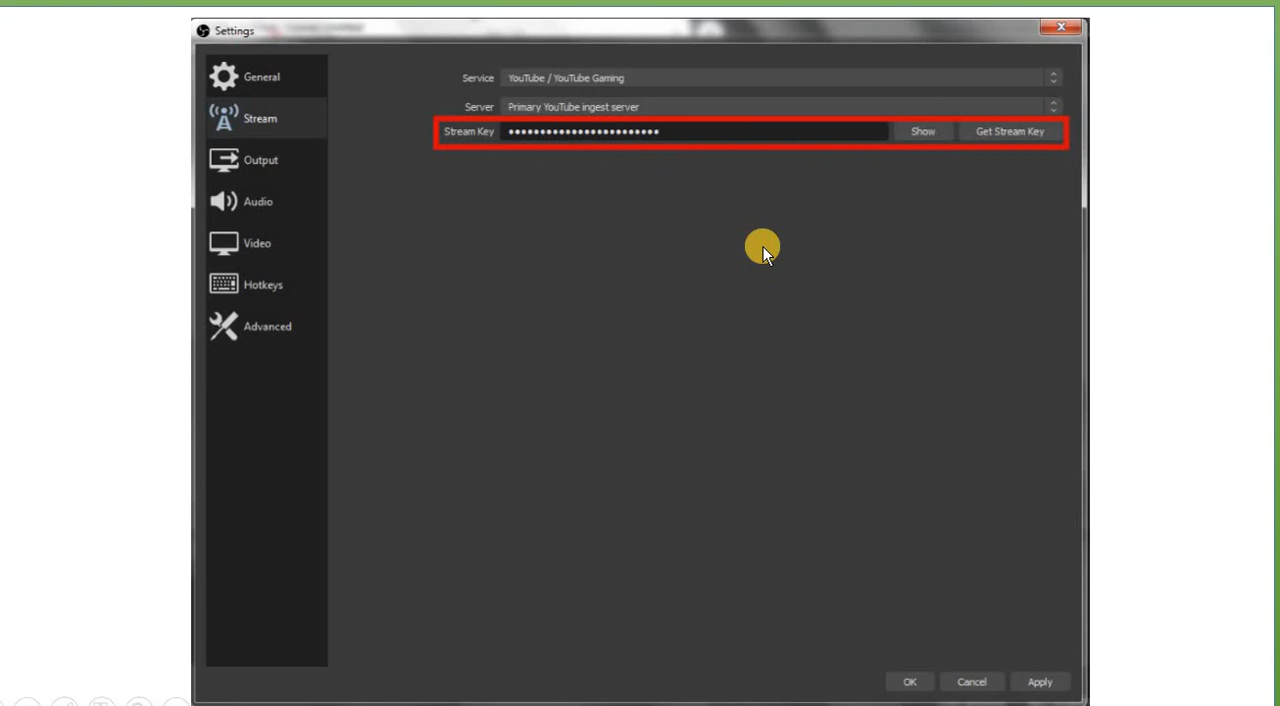 Settings
General
Stream
Output
Audio
Video
Hotkeys
Advanced
Service YouTube / YouTube Gaming
Server Primary YouTube ingest server
Stream Key •••••••••••••••••••••••• Show Get Stream Key
OK Cancel Apply